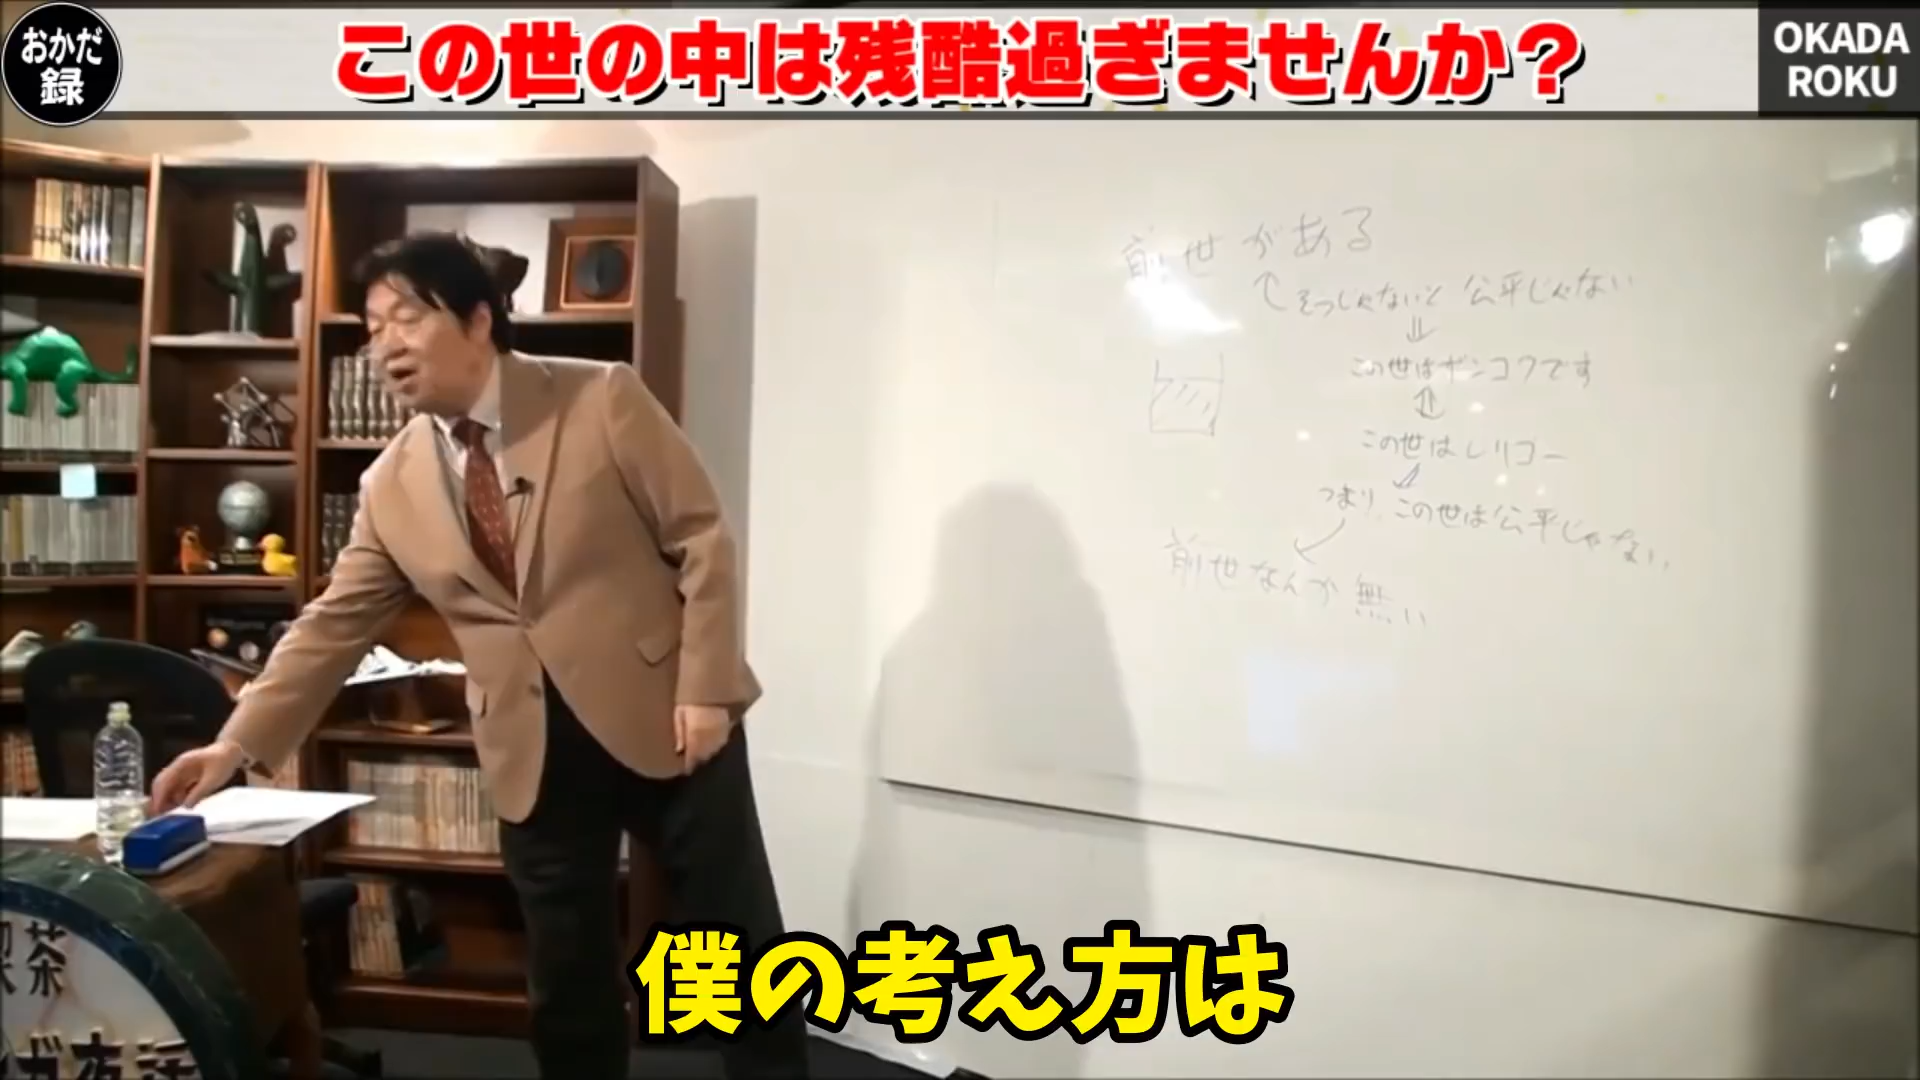 おかだ
録
この世の中は残酷過ぎませんか？
OKADA
ROKU
前世がある
そうじゃないと 公平じゃない
この世はザンコクです
この世はしリコー
つまり、この世は公平じゃない
前世なんか無い
喫茶
僕の考え方は